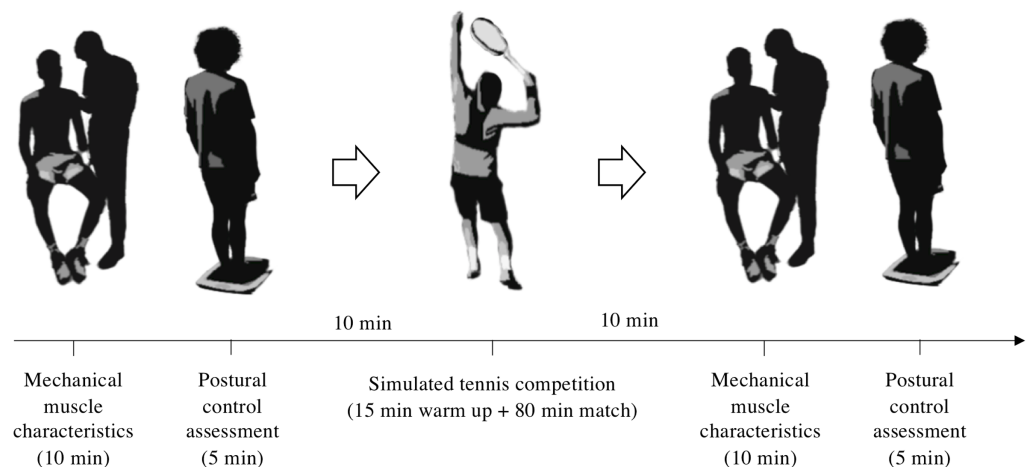 10 min
10 min
Mechanical
muscle
characteristics
(10 min)
Postural
control
assessment
(5 min)
Simulated tennis competition
(15 min warm up + 80 min match)
Mechanical
muscle
characteristics
(10 min)
Postural
control
assessment
(5 min)